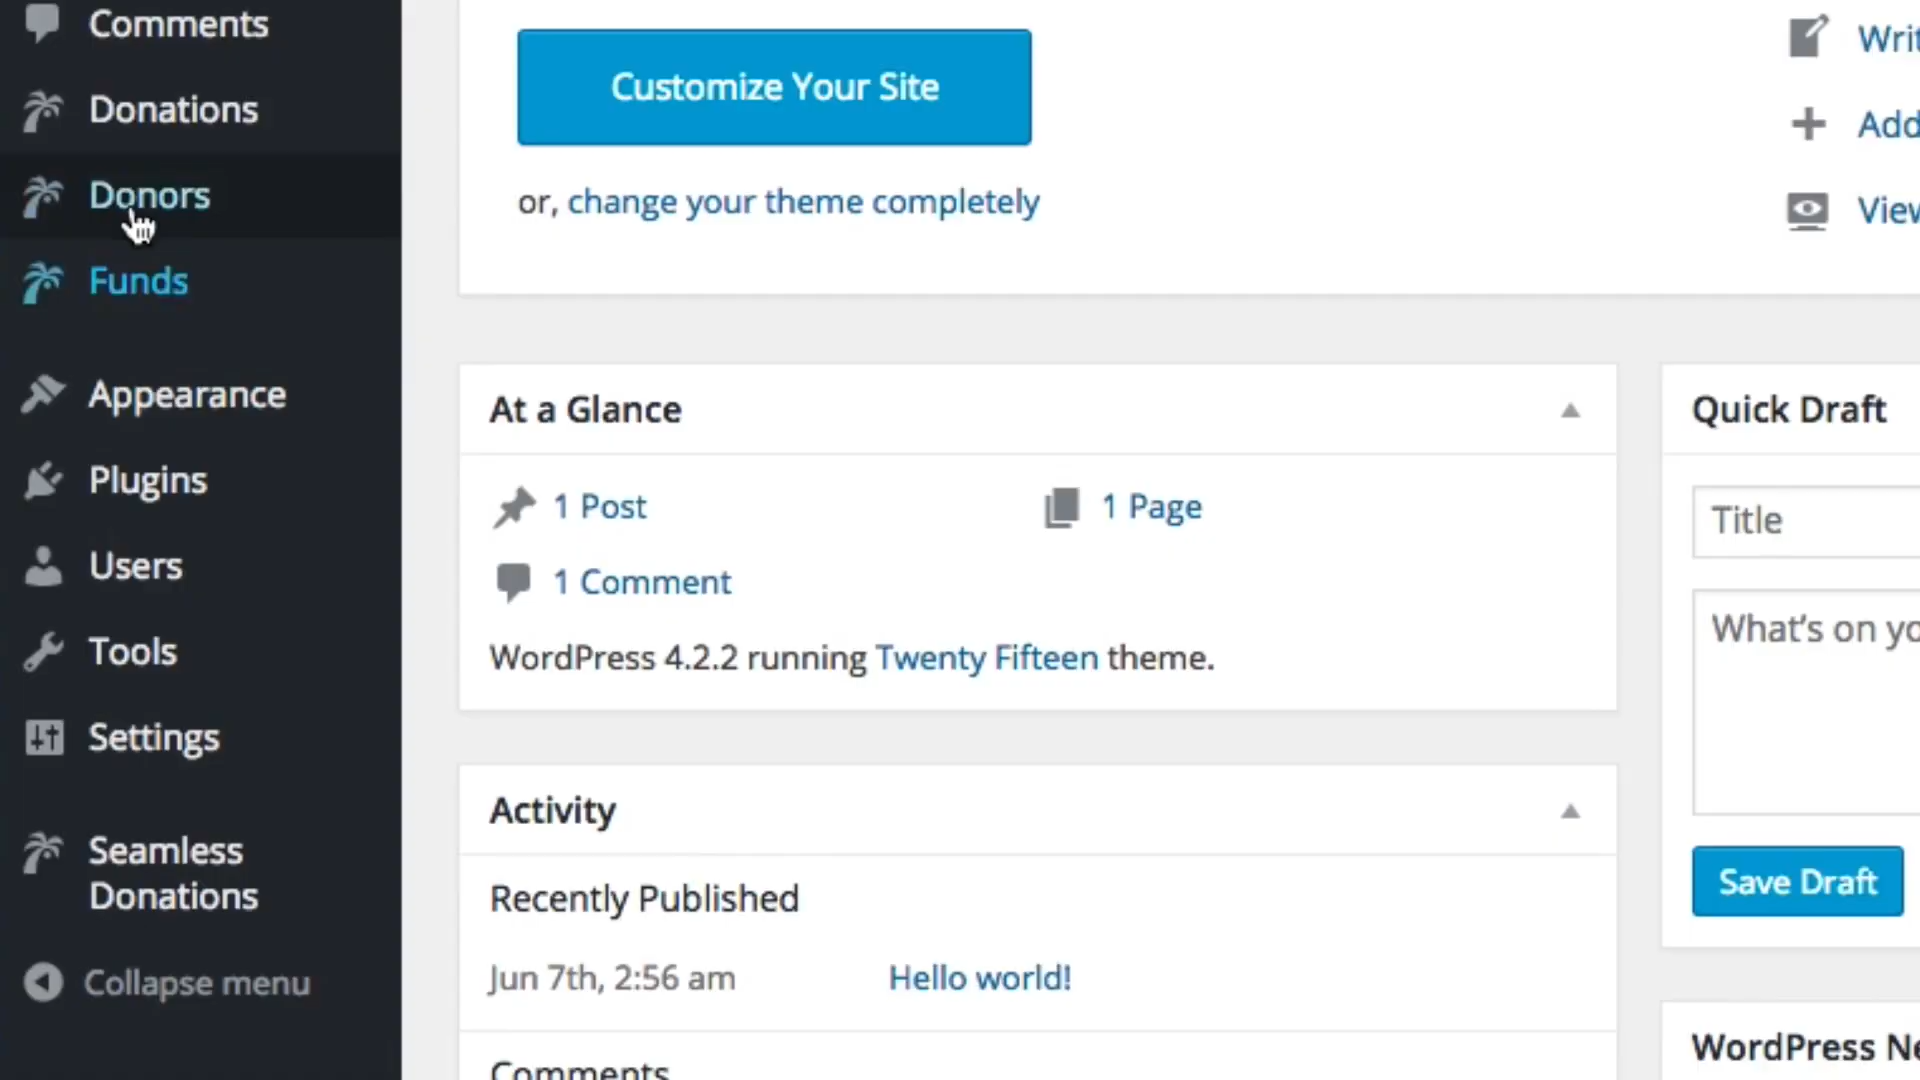 Comments
Donations
Donors
Funds
Appearance
Plugins
Users
Tools
Settings
Seamless
Donations
Collapse menu
Customize Your Site
or, change your theme completely
Writ
Add
View
At a Glance
1 Post
1 Page
1 Comment
WordPress 4.2.2 running Twenty Fifteen theme.
Activity
Recently Published
Jun 7th, 2:56 am
Hello world!
Comments
Quick Draft
Title
What's on yo
Save Draft
WordPress Ne